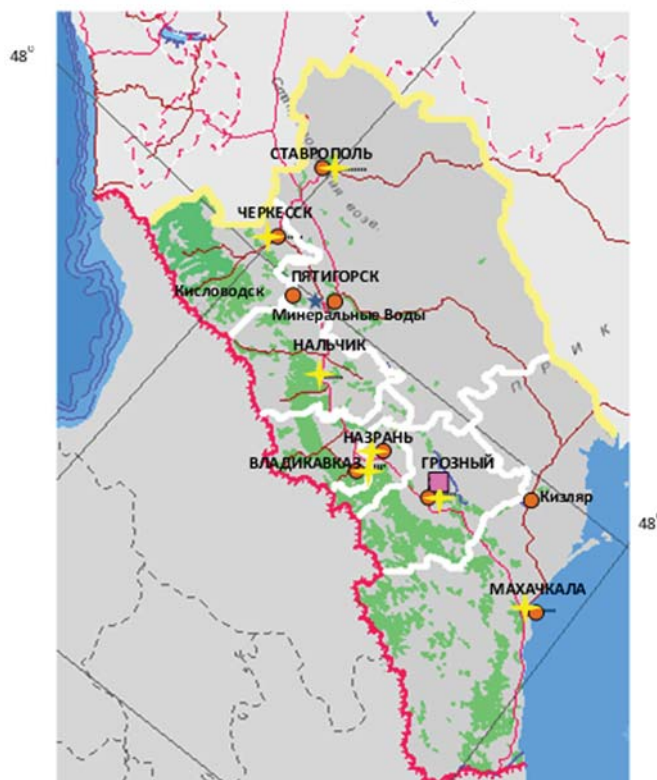 48°
СТАВРОПОЛЬ
ЧЕРКЕССК
ПЯТИГОРСК
Кисловодск
Минеральные Воды
НАЛЬЧИК
П Р И К
НАЗРАНЬ
ВЛАДИКАВКАЗ
ГРОЗНЫЙ
Кизляр
48°
МАХАЧКАЛА